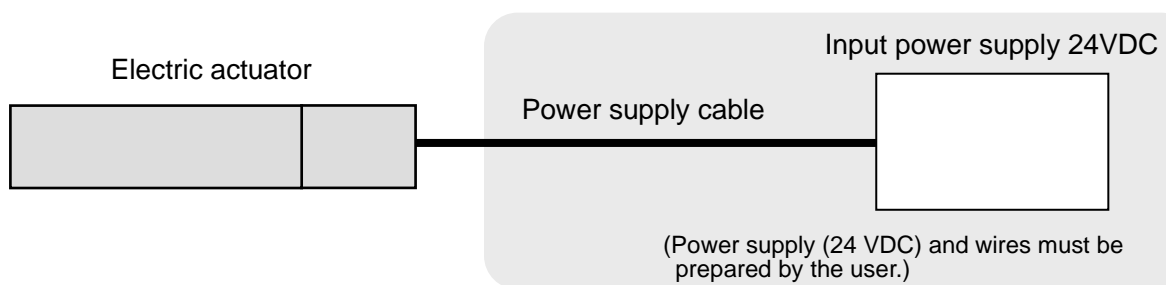 Input power supply 24VDC
Electric actuator
Power supply cable
(Power supply (24 VDC) and wires must be
prepared by the user.)